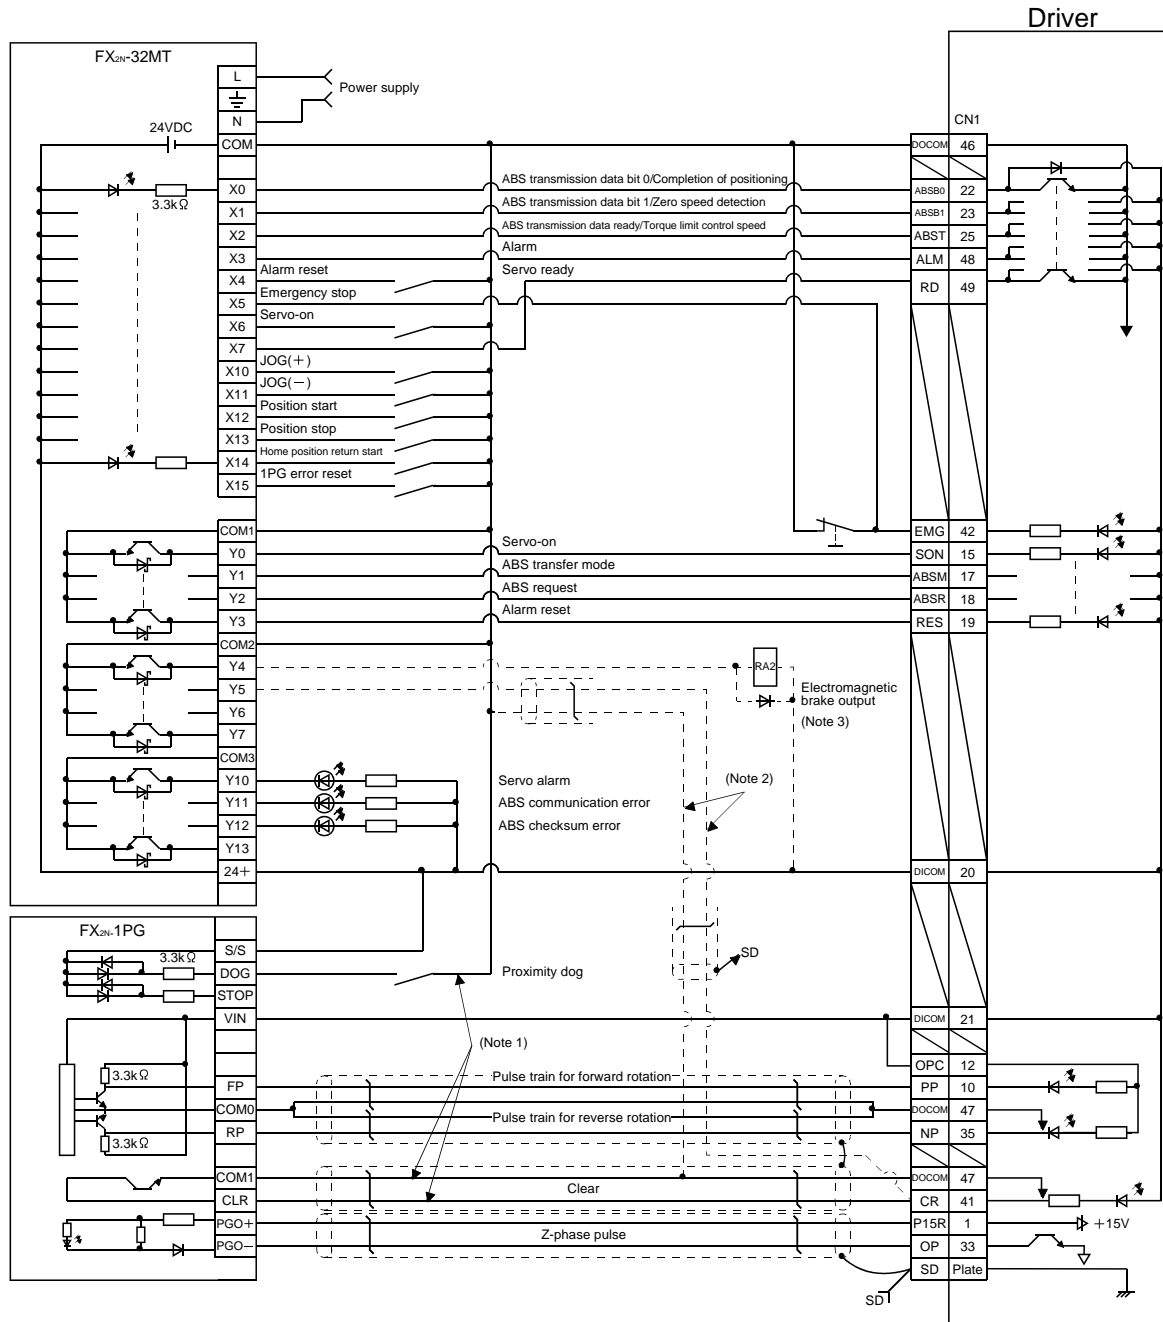 Driver
FX2N-32MT
L
Power supply
N
24VDC
CN1
COM
DOCOM 46
X0
3.3kΩ
ABS transmission data bit 0/Completion of positioning
ABSB0 22
X1
ABS transmission data bit 1/Zero speed detection
ABSB1 23
X2
ABS transmission data ready/Torque limit control speed
ABST 25
X3
Alarm
ALM 48
X4
Alarm reset
Servo ready
RD 49
X5
Emergency stop
X6
Servo-on
X7
X10
JOG(+)
X11
JOG(−)
X12
Position start
X13
Position stop
X14
Home position return start
X15
1PG error reset
COM1
EMG 42
Y0
Servo-on
SON 15
Y1
ABS transfer mode
ABSM 17
Y2
ABS request
ABSR 18
Y3
Alarm reset
RES 19
COM2
Y4
RA2
Y5
Electromagnetic
brake output
(Note 3)
Y6
Y7
COM3
Y10
Servo alarm
(Note 2)
Y11
ABS communication error
Y12
ABS checksum error
Y13
24+
DICOM 20
FX2N-1PG
S/S
3.3kΩ
DOG
Proximity dog
SD
STOP
VIN
DICOM 21
(Note 1)
OPC 12
3.3kΩ
FP
Pulse train for forward rotation
PP 10
COM0
Pulse train for reverse rotation
DOCOM 47
RP
3.3kΩ
NP 35
COM1
DOCOM 47
Clear
CLR
CR 41
PGO+
P15R 1
+15V
Z-phase pulse
PGO−
OP 33
SD Plate
SD